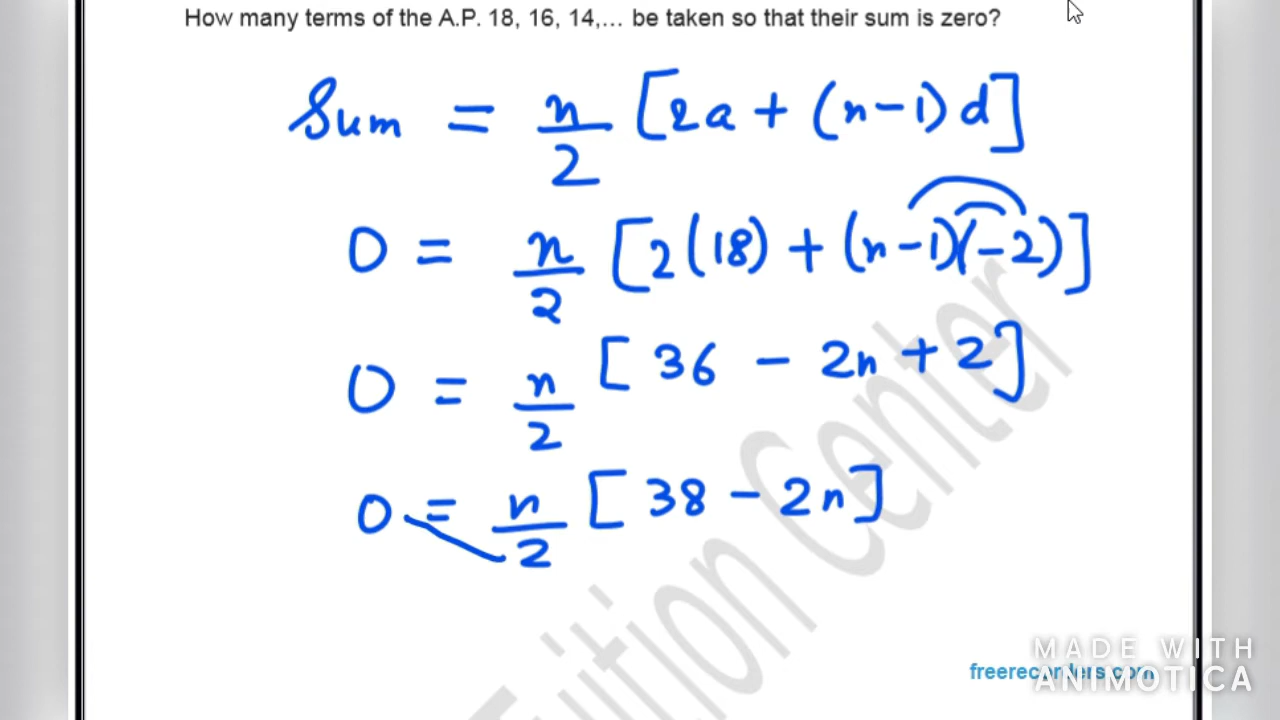 How many terms of the A.P. 18, 16, 14,... be taken so that their sum is zero?
Sum = n/2 [2a + (n-1)d]
0 = n/2 [2(18) + (n-1)(-2)]
0 = n/2 [36 - 2n + 2]
0 = n/2 [38 - 2n]
Tuition Center
MADE WITH
freerecorders.com
ANIMOTICA